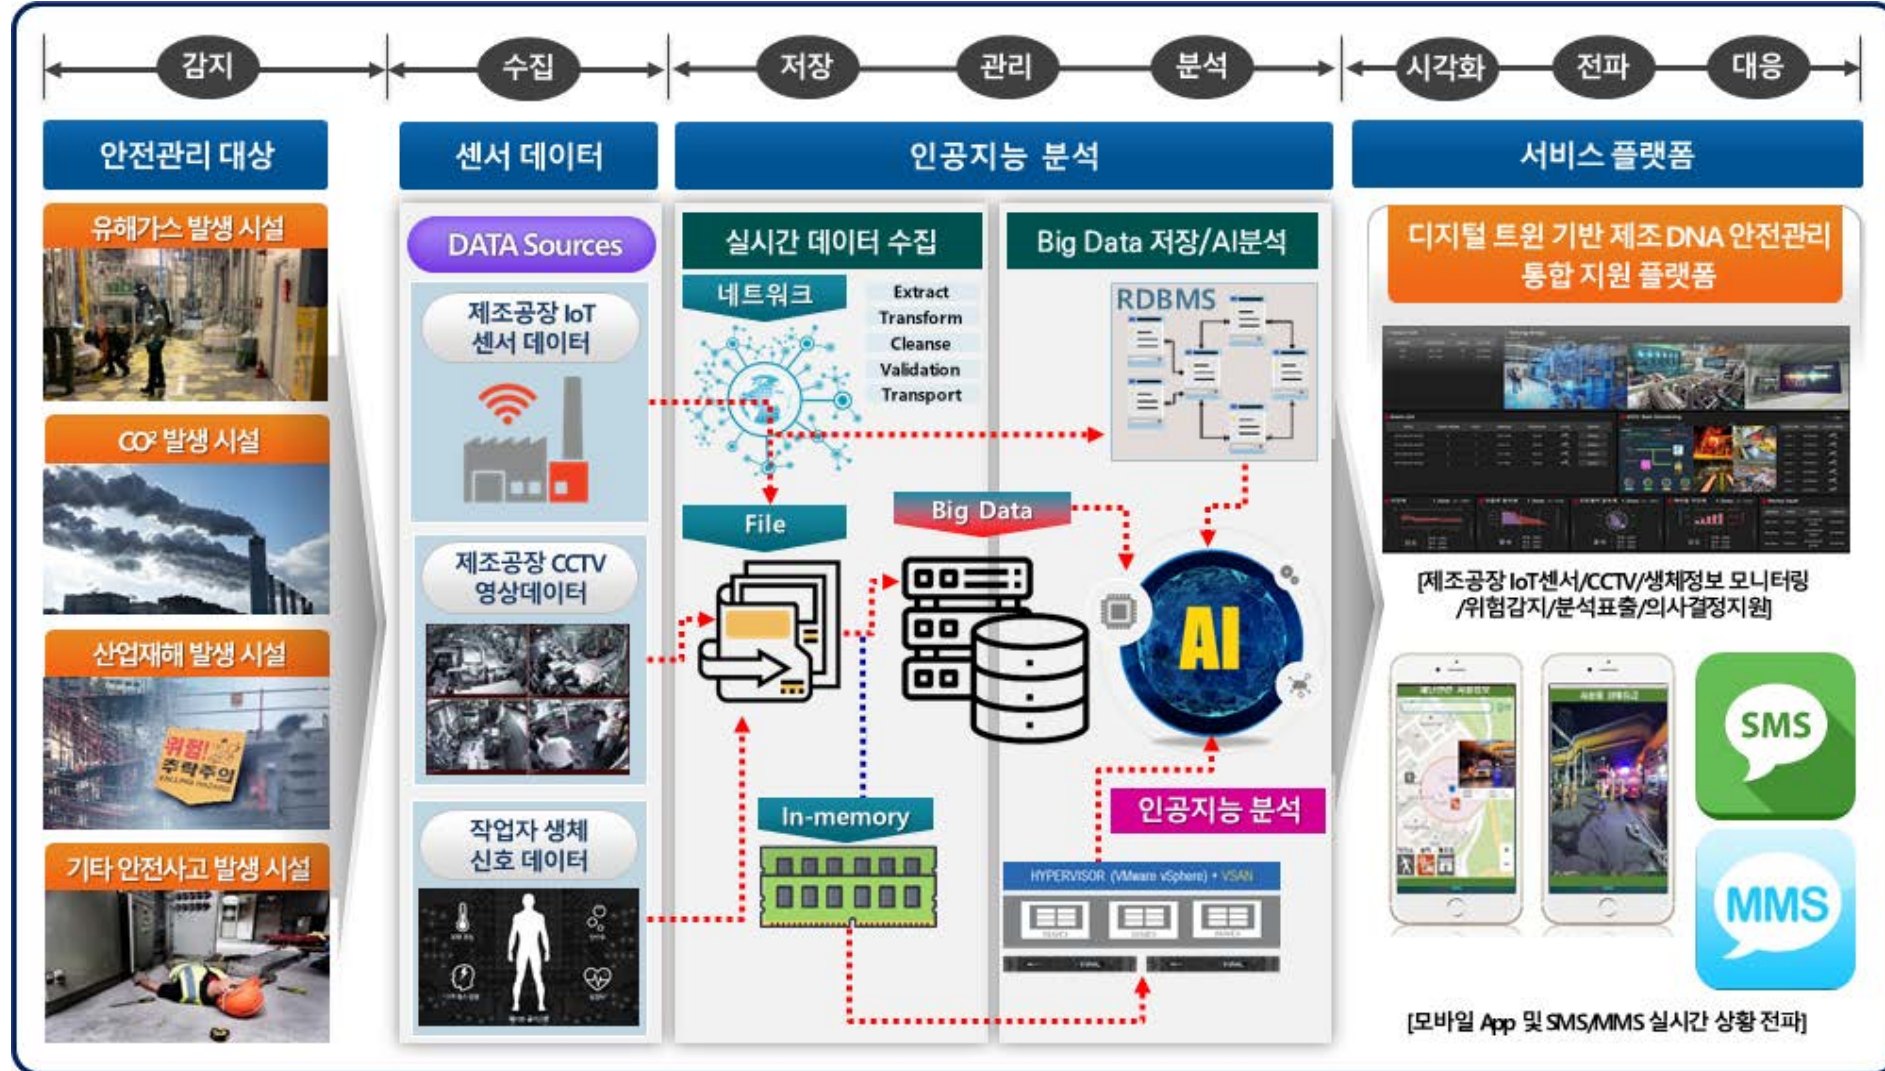 감지
수집
저장
관리
분석
시각화
전파
대응
안전관리 대상
센서 데이터
인공지능 분석
서비스 플랫폼
유해가스 발생 시설
CO² 발생 시설
산업재해 발생 시설
위험!
추락주의
FALLING HAZARD
기타 안전사고 발생 시설
DATA Sources
제조공장 IoT
센서 데이터
제조공장 CCTV
영상데이터
작업자 생체
신호 데이터
실시간 데이터 수집
네트워크
Extract
Transform
Cleanse
Validation
Transport
File
Big Data
In-memory
Big Data 저장/AI분석
RDBMS
AI
인공지능 분석
HYPERVISOR (VMware vSphere) + VSAN
디지털 트윈 기반 제조 DNA 안전관리
통합 지원 플랫폼
[제조공장 IoT센서/CCTV/생체정보 모니터링
/위험감지/분석표출/의사결정지원]
SMS
MMS
[모바일 App 및 SMS/MMS 실시간 상황 전파]